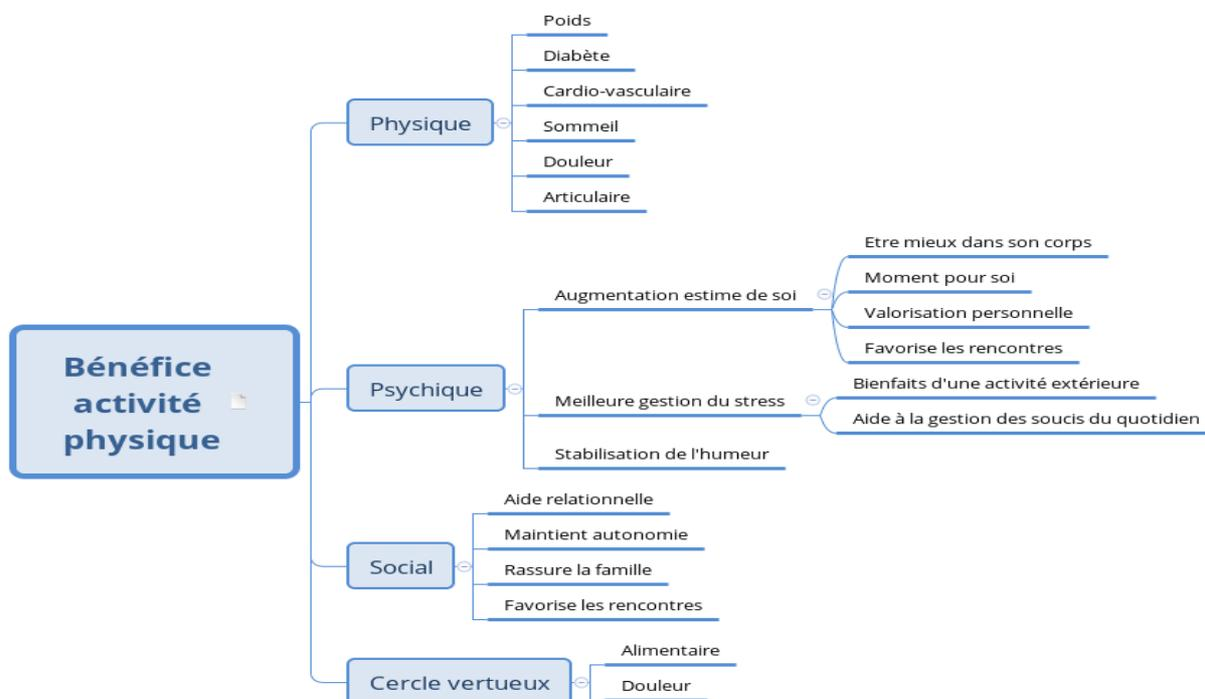 Bénéfice
activité
physique
Physique
Poids
Diabète
Cardio-vasculaire
Sommeil
Douleur
Articulaire
Psychique
Augmentation estime de soi
Etre mieux dans son corps
Moment pour soi
Valorisation personnelle
Favorise les rencontres
Meilleure gestion du stress
Bienfaits d'une activité extérieure
Aide à la gestion des soucis du quotidien
Stabilisation de l'humeur
Social
Aide relationnelle
Maintient autonomie
Rassure la famille
Favorise les rencontres
Cercle vertueux
Alimentaire
Douleur